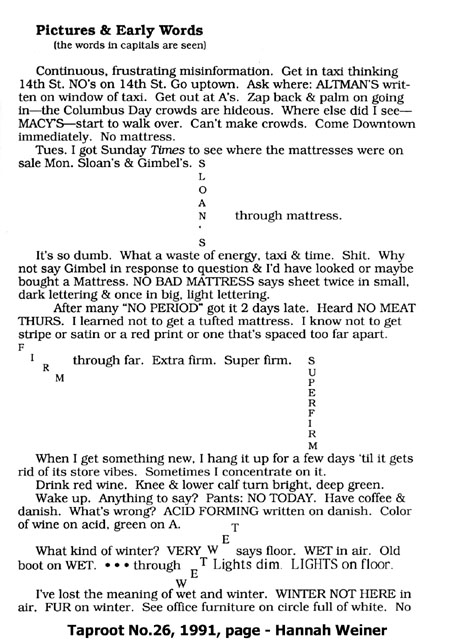 Pictures & Early Words
(the words in capitals are seen)
Continuous, frustrating misinformation. Get in taxi thinking
14th St. NO's on 14th St. Go uptown. Ask where: ALTMAN'S writ-
ten on window of taxi. Get out at A's. Zap back & palm on going
in—the Columbus Day crowds are hideous. Where else did I see—
MACY'S—start to walk over. Can't make crowds. Come Downtown
immediately. No mattress.
Tues. I got Sunday Times to see where the mattresses were on
sale Mon. Sloan's & Gimbel's. S
L
O
A
N through mattress.
'
S
It's so dumb. What a waste of energy, taxi & time. Shit. Why
not say Gimbel in response to question & I'd have looked or maybe
bought a Mattress. NO BAD MATTRESS says sheet twice in small,
dark lettering & once in big, light lettering.
After many "NO PERIOD" got it 2 days late. Heard NO MEAT
THURS. I learned not to get a tufted mattress. I know not to get
stripe or satin or a red print or one that's spaced too far apart.
F
I
R
M
through far. Extra firm. Super firm. S
U
P
E
R
F
I
R
M
When I get something new, I hang it up for a few days 'til it gets
rid of its store vibes. Sometimes I concentrate on it.
Drink red wine. Knee & lower calf turn bright, deep green.
Wake up. Anything to say? Pants: NO TODAY. Have coffee &
danish. What's wrong? ACID FORMING written on danish. Color
of wine on acid, green on A.
T
E
What kind of winter? VERY W says floor. WET in air. Old
boot on WET. • • • through T Lights dim. LIGHTS on floor.
E
W
I've lost the meaning of wet and winter. WINTER NOT HERE in
air. FUR on winter. See office furniture on circle full of white. No
Taproot No.26, 1991, page - Hannah Weiner